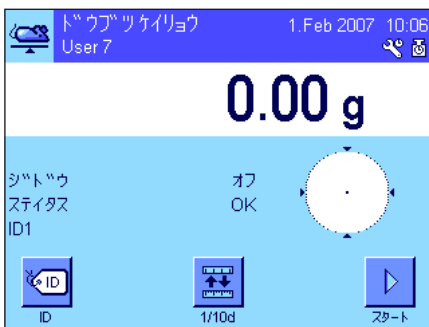 ドウブツケイリョウ 1.Feb 2007 10:06
User 7
0.00 g
ジドウ オフ
ステイタス OK
ID1
ID
ID 1/10d スタート